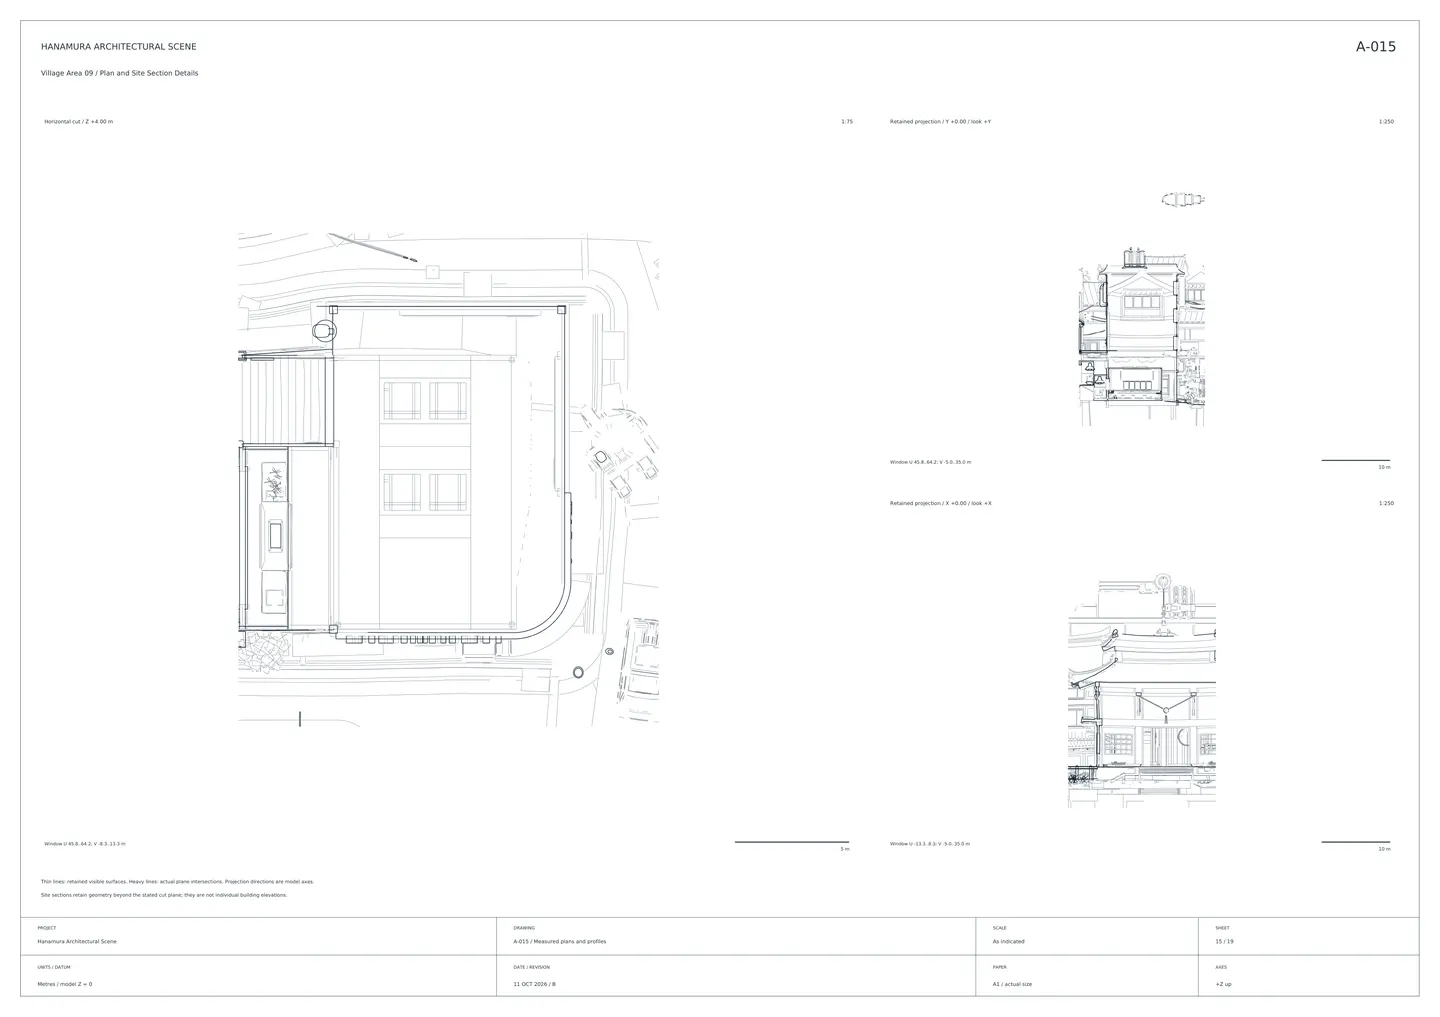 HANAMURA ARCHITECTURAL SCENE
A-015
Village Area 09 / Plan and Site Section Details
Horizontal cut / Z +4.00 m
1:75
Retained projection / Y +0.00 / look +Y
1:250
Window U 45.8..64.2; V -5.0..35.0 m
10 m
Retained projection / X +0.00 / look +X
1:250
Window U 45.8..64.2; V -8.3..13.3 m
5 m
Window U -13.3..8.3; V -5.0..35.0 m
10 m
Thin lines: retained visible surfaces. Heavy lines: actual plane intersections. Projection directions are model axes.
Site sections retain geometry beyond the stated cut plane; they are not individual building elevations.
PROJECT
Hanamura Architectural Scene
DRAWING
A-015 / Measured plans and profiles
SCALE
As indicated
SHEET
15 / 19
UNITS / DATUM
Metres / model Z = 0
DATE / REVISION
11 OCT 2026 / B
PAPER
A1 / actual size
AXES
+Z up